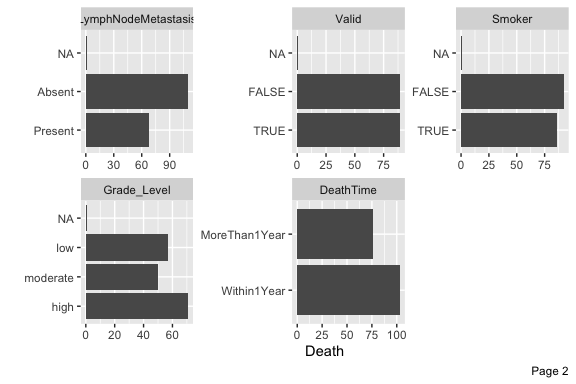 LymphNodeMetastasis
NA
Absent
Present
0 30 60 90
Valid
NA
FALSE
TRUE
0 25 50 75
Smoker
NA
FALSE
TRUE
0 25 50 75
Grade_Level
NA
low
moderate
high
0 20 40 60
DeathTime
MoreThan1Year
Within1Year
0 25 50 75 100
Death
Page 2